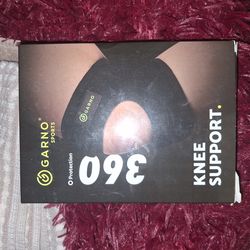 GARNO®
SPORTS
GARNO
360
Protection
KNEE
SUPPORT.